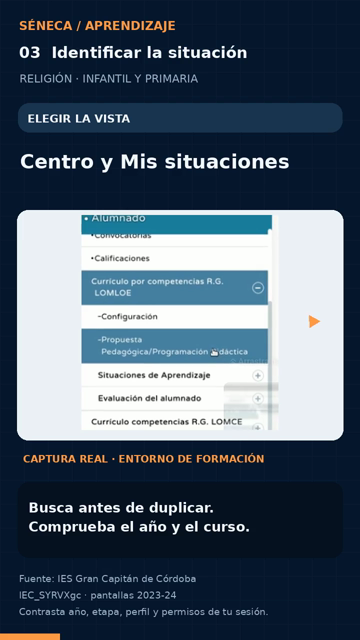 SÉNECA / APRENDIZAJE
03 Identificar la situación
RELIGIÓN · INFANTIL Y PRIMARIA
ELEGIR LA VISTA
Centro y Mis situaciones
• Alumnado
•Convocatorias
•Calificaciones
Currículo por competencias R.G.
LOMLOE
-Configuración
-Propuesta
Pedagógica/Programación Didáctica
Situaciones de Aprendizaje
Evaluación del alumnado
Currículo competencias R.G. LOMCE
CAPTURA REAL · ENTORNO DE FORMACIÓN
Busca antes de duplicar.
Comprueba el año y el curso.
Fuente: IES Gran Capitán de Córdoba
IEC_SYRVXgc · pantallas 2023-24
Contrasta año, etapa, perfil y permisos de tu sesión.